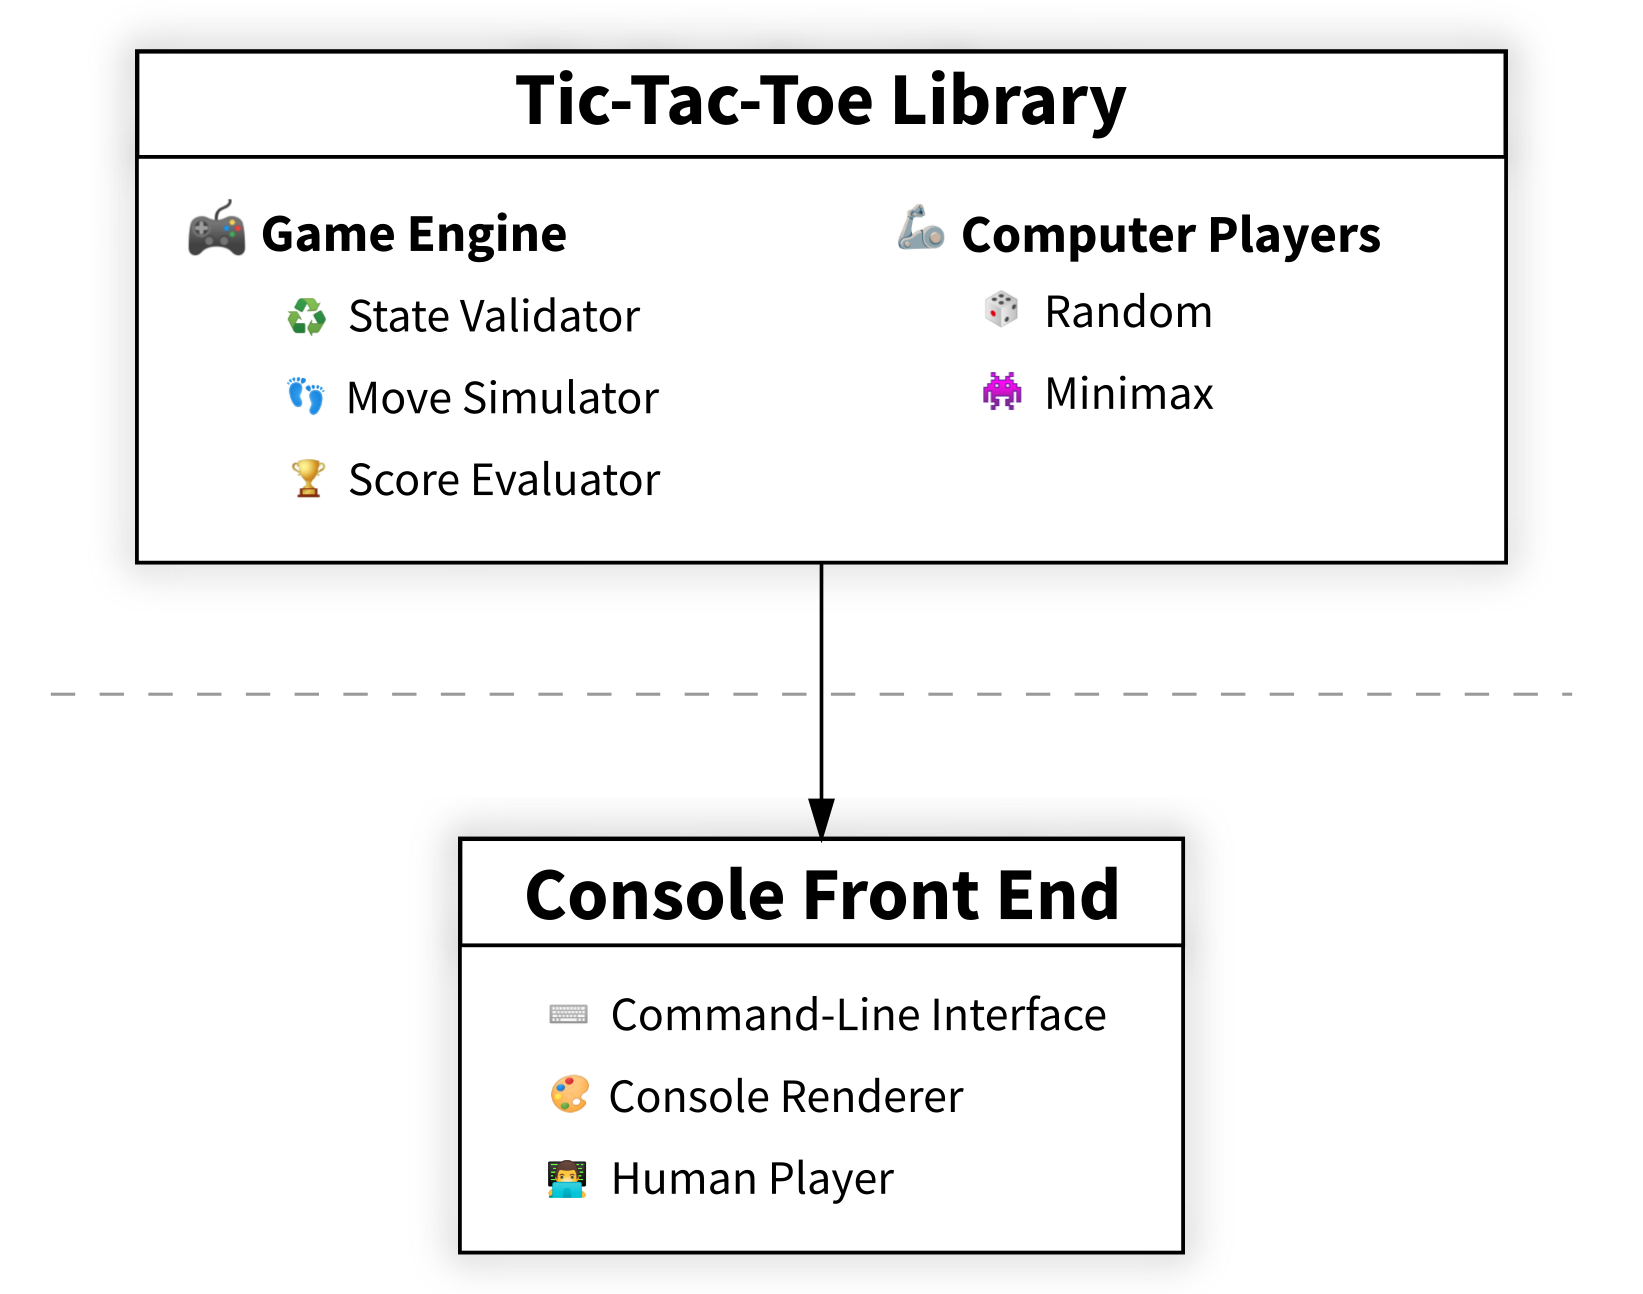 Tic-Tac-Toe Library
Game Engine
State Validator
Move Simulator
Score Evaluator
Computer Players
Random
Minimax
Console Front End
Command-Line Interface
Console Renderer
Human Player